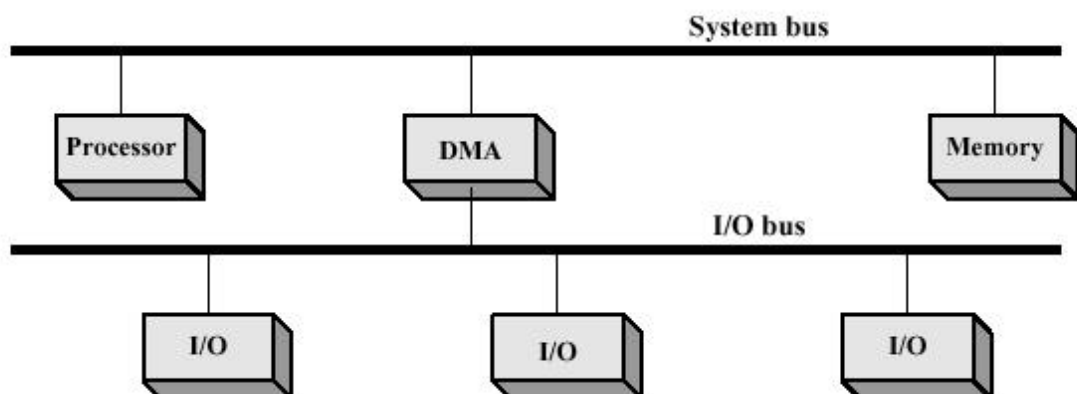 System bus
Processor
DMA
Memory
I/O bus
I/O
I/O
I/O